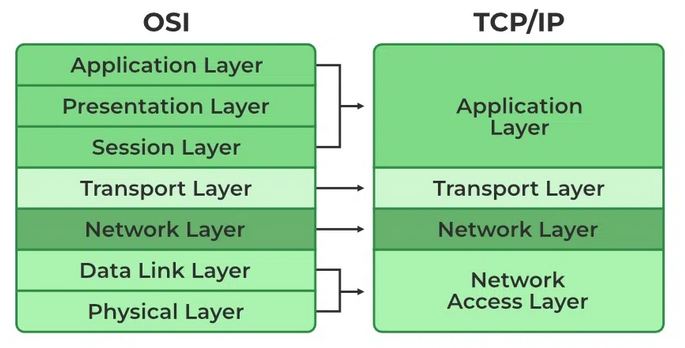 OSI
Application Layer
Presentation Layer
Session Layer
Transport Layer
Network Layer
Data Link Layer
Physical Layer
TCP/IP
Application
Layer
Transport Layer
Network Layer
Network
Access Layer